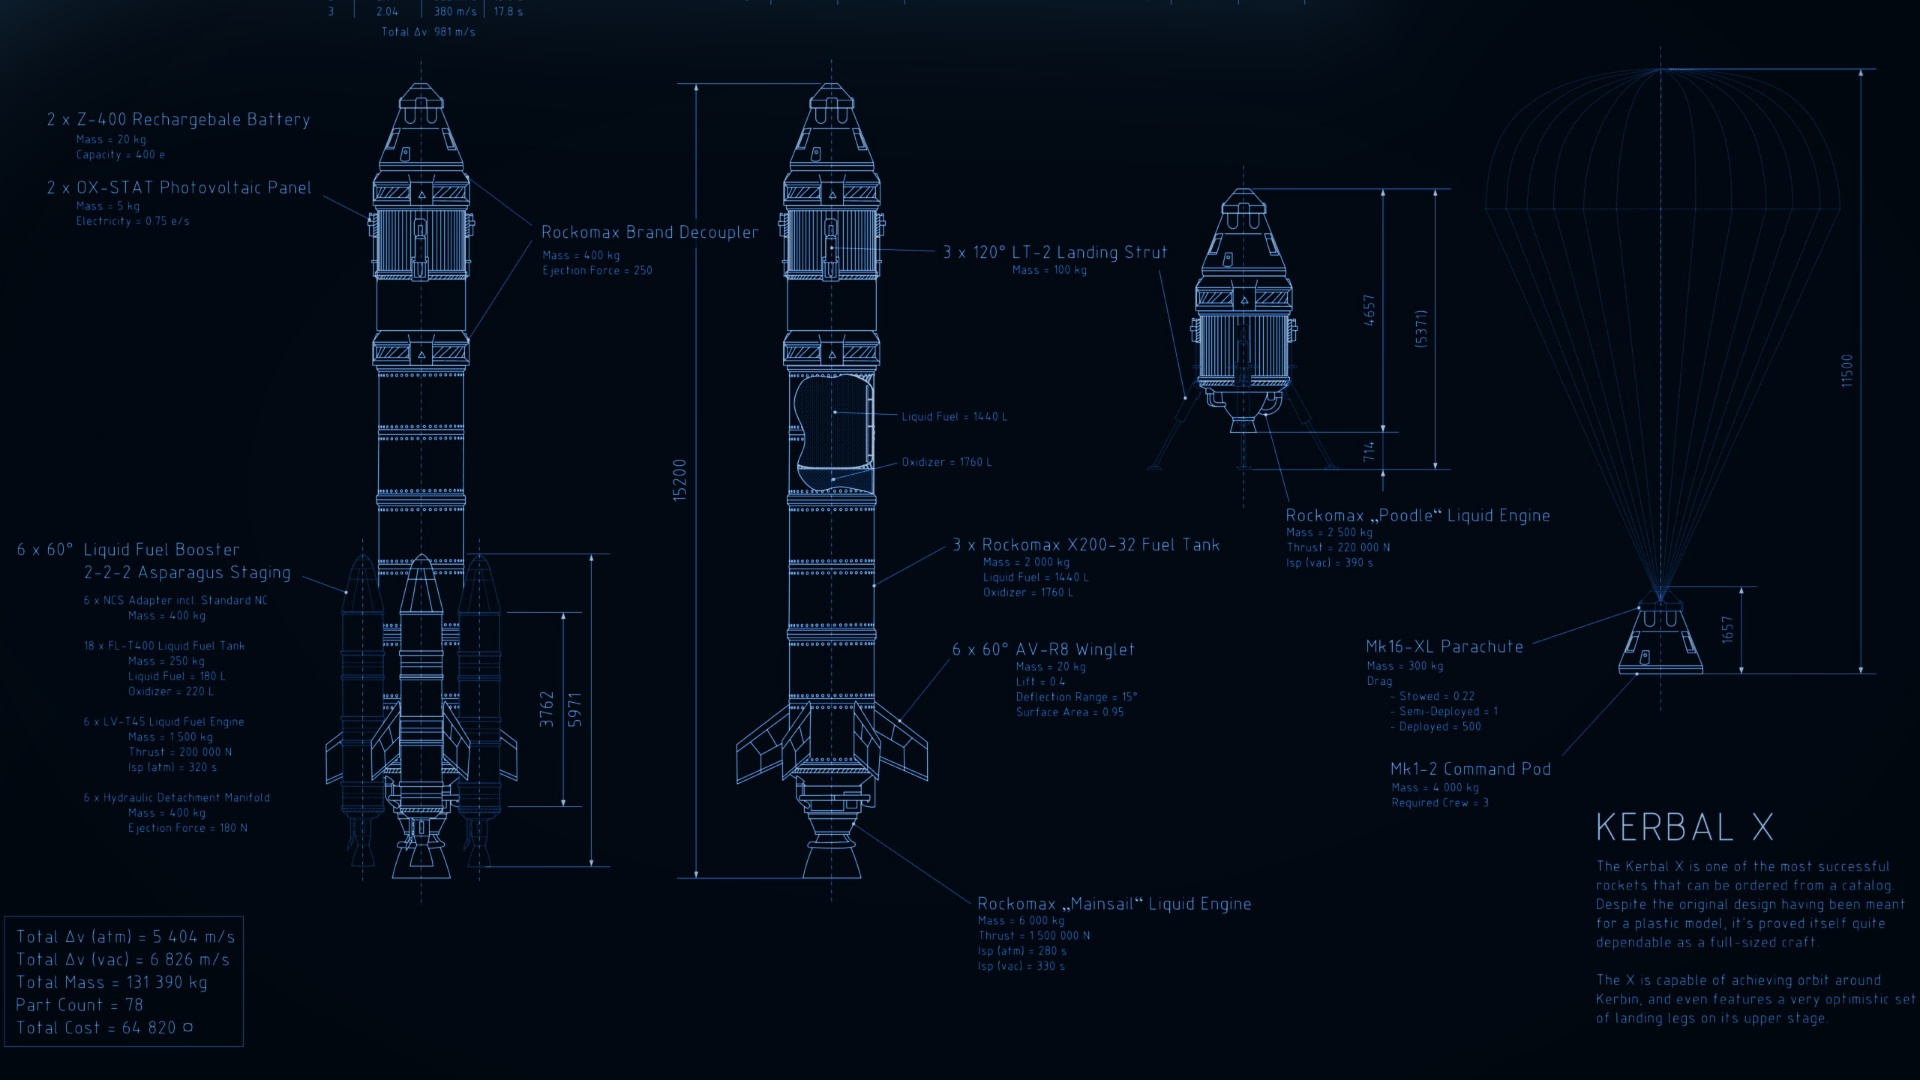 3 2.04 380 m/s 17.8 s
Total Δv: 981 m/s
2 x Z-400 Rechargebale Battery
Mass = 20 kg
Capacity = 400 e
2 x OX-STAT Photovoltaic Panel
Mass = 5 kg
Electricity = 0.75 e/s
Rockomax Brand Decoupler
Mass = 400 kg
Ejection Force = 250
6 x 60° Liquid Fuel Booster
2-2-2 Asparagus Staging
6 x NCS Adapter incl. Standard NC
Mass = 400 kg
18 x FL-T400 Liquid Fuel Tank
Mass = 250 kg
Liquid Fuel = 180 L
Oxidizer = 220 L
6 x LV-T45 Liquid Fuel Engine
Mass = 1 500 kg
Thrust = 200 000 N
Isp (atm) = 320 s
6 x Hydraulic Detachment Manifold
Mass = 400 kg
Ejection Force = 180 N
3762
5971
15200
3 x 120° LT-2 Landing Strut
Mass = 100 kg
Liquid Fuel = 1440 L
Oxidizer = 1760 L
3 x Rockomax X200-32 Fuel Tank
Mass = 2 000 kg
Liquid Fuel = 1440 L
Oxidizer = 1760 L
6 x 60° AV-R8 Winglet
Mass = 20 kg
Lift = 0.4
Deflection Range = 15°
Surface Area = 0.95
Rockomax „Mainsail“ Liquid Engine
Mass = 6 000 kg
Thrust = 1 500 000 N
Isp (atm) = 280 s
Isp (vac) = 330 s
4657
(5371)
714
Rockomax „Poodle“ Liquid Engine
Mass = 2 500 kg
Thrust = 220 000 N
Isp (vac) = 390 s
11500
1657
Mk16-XL Parachute
Mass = 300 kg
Drag
- Stowed = 0.22
- Semi-Deployed = 1
- Deployed = 500
Mk1-2 Command Pod
Mass = 4 000 kg
Required Crew = 3
Total Δv (atm) = 5 404 m/s
Total Δv (vac) = 6 826 m/s
Total Mass = 131 390 kg
Part Count = 78
Total Cost = 64 820 ¤
KERBAL X
The Kerbal X is one of the most successful
rockets that can be ordered from a catalog.
Despite the original design having been meant
for a plastic model, it's proved itself quite
dependable as a full-sized craft.
The X is capable of achieving orbit around
Kerbin, and even features a very optimistic set
of landing legs on its upper stage.